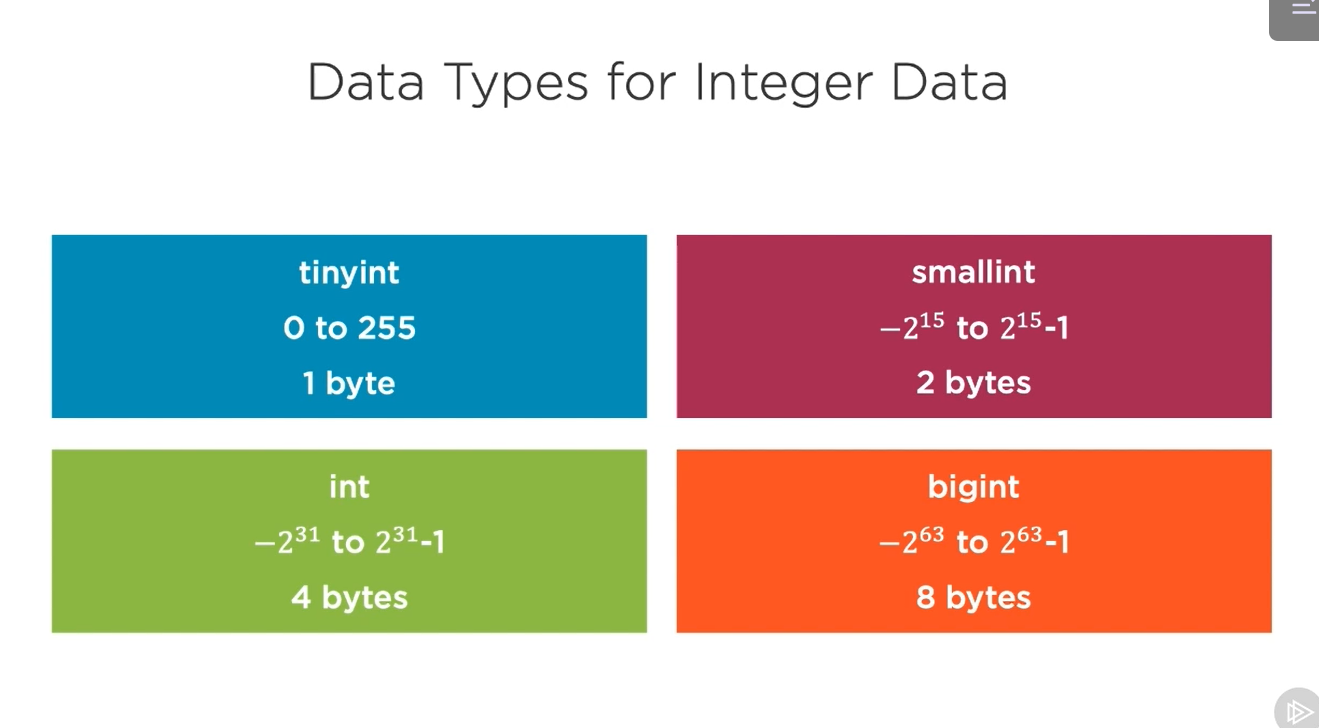 Data Types for Integer Data
tinyint
0 to 255
1 byte
smallint
−2¹⁵ to 2¹⁵-1
2 bytes
int
−2³¹ to 2³¹-1
4 bytes
bigint
−2⁶³ to 2⁶³-1
8 bytes